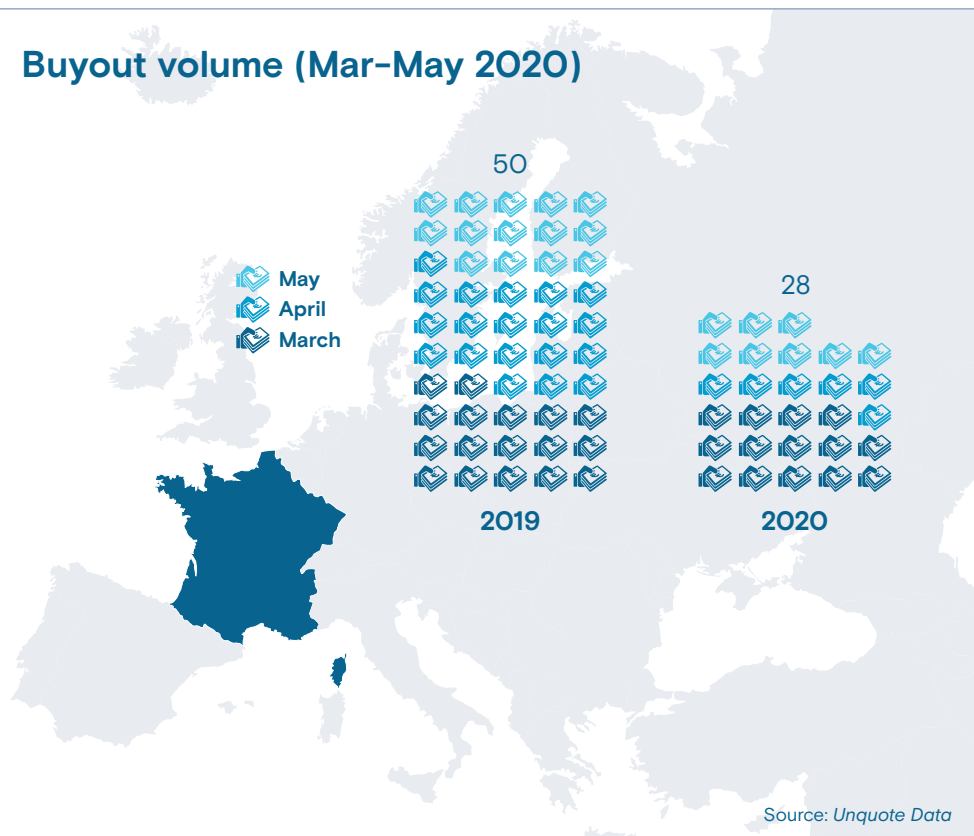 Buyout volume (Mar–May 2020)
50
May
April
March
28
2019
2020
Source: Unquote Data